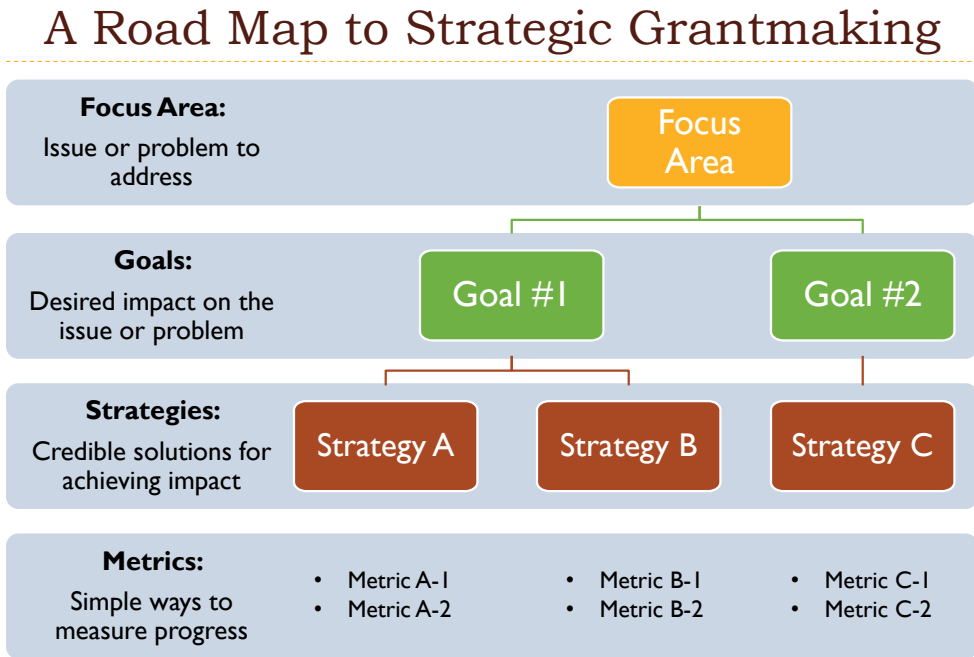 A Road Map to Strategic Grantmaking
Focus Area:
Issue or problem to
address
Focus
Area
Goals:
Desired impact on the
issue or problem
Goal #1
Goal #2
Strategies:
Credible solutions for
achieving impact
Strategy A
Strategy B
Strategy C
Metrics:
Simple ways to
measure progress
• Metric A-1
• Metric A-2
• Metric B-1
• Metric B-2
• Metric C-1
• Metric C-2